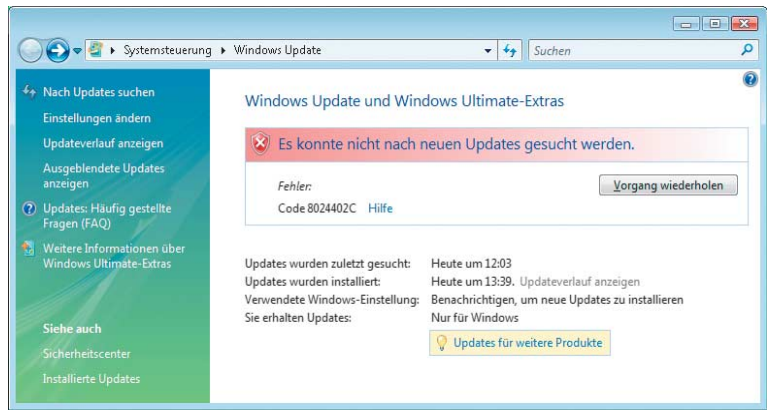 Systemsteuerung ▸ Windows Update
Suchen
Nach Updates suchen
Einstellungen ändern
Updateverlauf anzeigen
Ausgeblendete Updates
anzeigen
Updates: Häufig gestellte
Fragen (FAQ)
Weitere Informationen über
Windows Ultimate-Extras
Siehe auch
Sicherheitscenter
Installierte Updates
Windows Update und Windows Ultimate-Extras
Es konnte nicht nach neuen Updates gesucht werden.
Fehler:
Code 8024402C Hilfe
Vorgang wiederholen
Updates wurden zuletzt gesucht: Heute um 12:03
Updates wurden installiert: Heute um 13:39. Updateverlauf anzeigen
Verwendete Windows-Einstellung: Benachrichtigen, um neue Updates zu installieren
Sie erhalten Updates: Nur für Windows
Updates für weitere Produkte